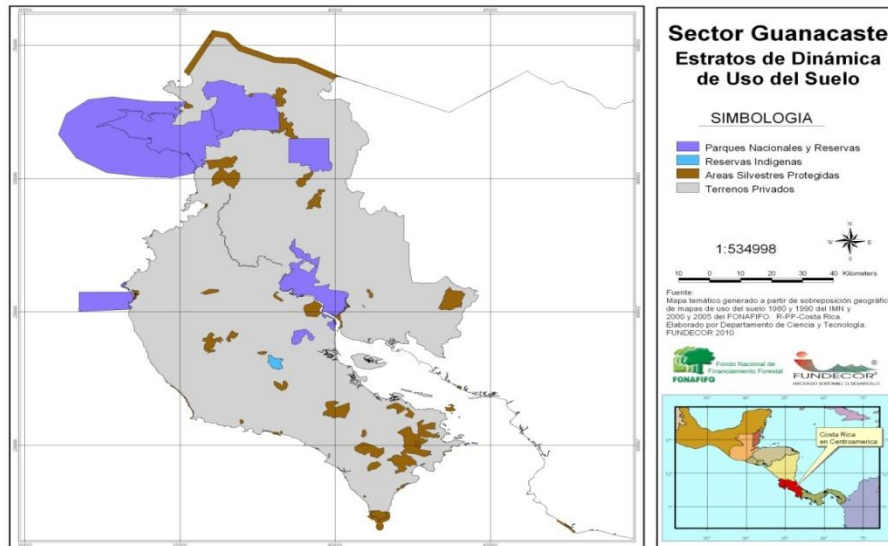 Sector Guanacaste
Estratos de Dinámica
de Uso del Suelo
SIMBOLOGIA
Parques Nacionales y Reservas
Reservas Indígenas
Areas Silvestres Protegidas
Terrenos Privados
1:534998
N
W E
S
10 0 10 20 30 40 Kilometers
Fuente:
Mapa temático generado a partir de sobreposición geográfica
de mapas de uso del suelo 1980 y 1990 del IMN y
2000 y 2005 del FONAFIFO. R-PP-Costa Rica.
Elaborado por Departamento de Ciencia y Tecnología.
FUNDECOR 2010
Fondo Nacional de
Financiamiento Forestal
FONAFIFO
FUNDECOR
Costa Rica
en Centroamerica